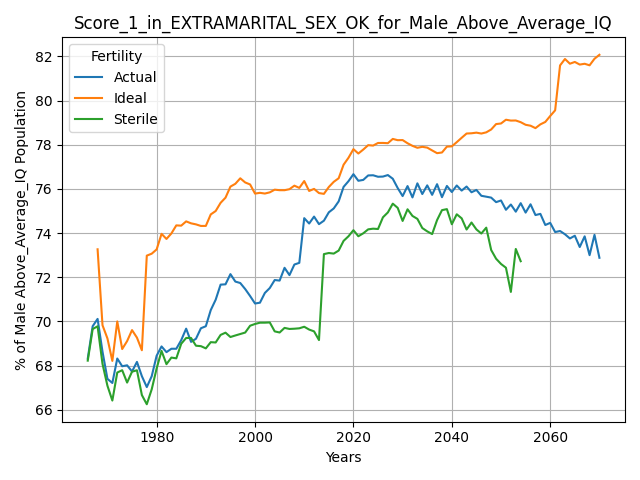 Score_1_in_EXTRAMARITAL_SEX_OK_for_Male_Above_Average_IQ
% of Male Above_Average_IQ Population
82
80
78
76
74
72
70
68
66
Fertility
Actual
Ideal
Sterile
1980 2000 2020 2040 2060
Years